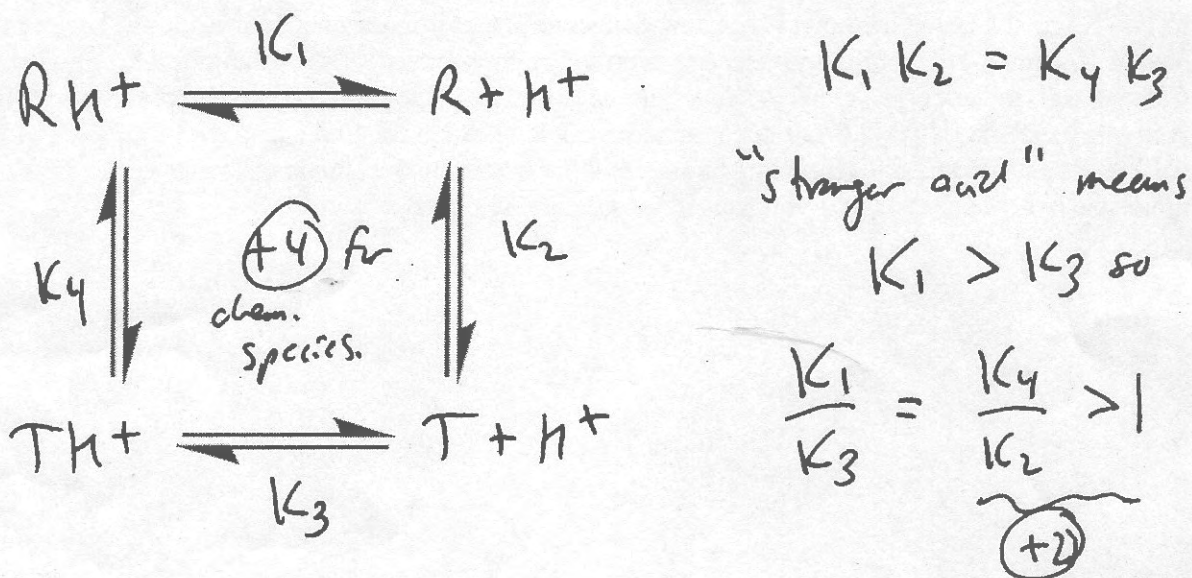 K₁
RH⁺ ⇌ R + H⁺
K₄
+4 for
chem.
species.
K₂
TH⁺ ⇌ T + H⁺
K₃
K₁ K₂ = K₄ K₃
"stronger acid" means
K₁ > K₃ so
K₁/K₃ = K₄/K₂ > 1
+2